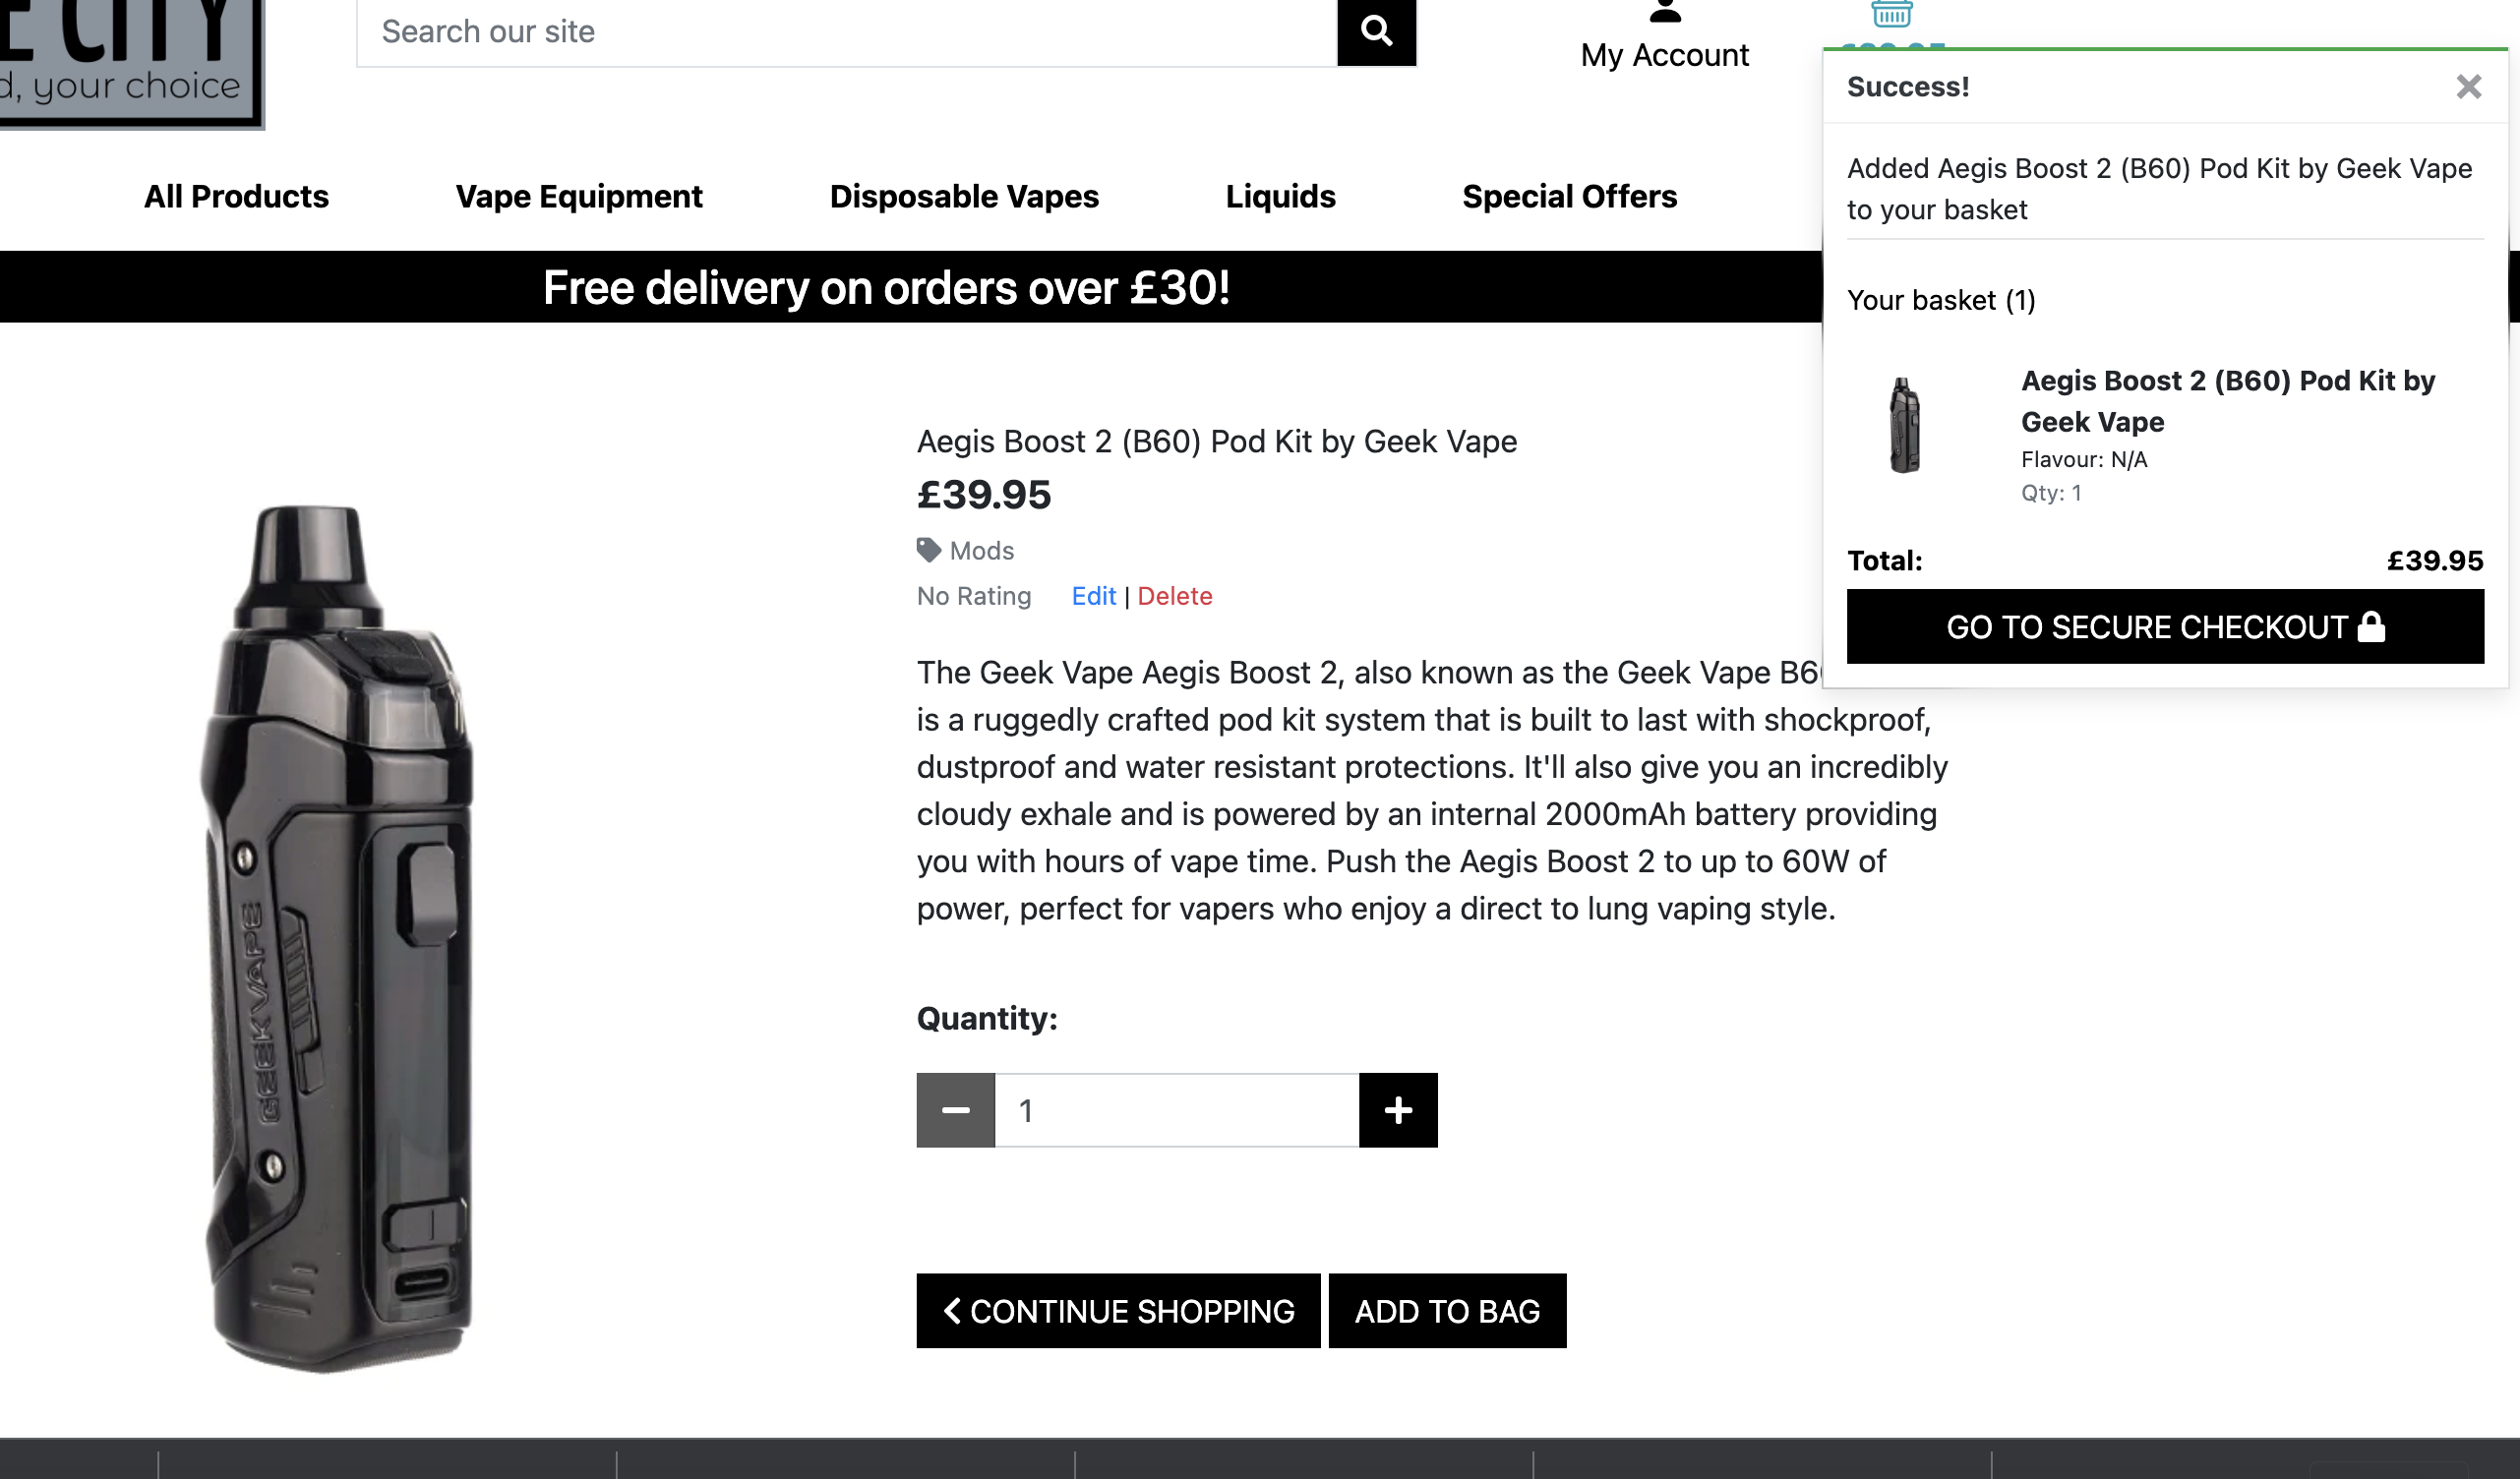 E CITY
d, your choice
Search our site
My Account
All Products
Vape Equipment
Disposable Vapes
Liquids
Special Offers
Free delivery on orders over £30!
Success!
Added Aegis Boost 2 (B60) Pod Kit by Geek Vape
to your basket
Your basket (1)
Aegis Boost 2 (B60) Pod Kit by
Geek Vape
Flavour: N/A
Qty: 1
Total:
£39.95
GO TO SECURE CHECKOUT
Aegis Boost 2 (B60) Pod Kit by Geek Vape
£39.95
Mods
No Rating
Edit | Delete
The Geek Vape Aegis Boost 2, also known as the Geek Vape
is a ruggedly crafted pod kit system that is built to last with shockproof,
dustproof and water resistant protections. It'll also give you an incredibly
cloudy exhale and is powered by an internal 2000mAh battery providing
you with hours of vape time. Push the Aegis Boost 2 to up to 60W of
power, perfect for vapers who enjoy a direct to lung vaping style.
GEEKVAPE
Quantity:
1
CONTINUE SHOPPING
ADD TO BAG